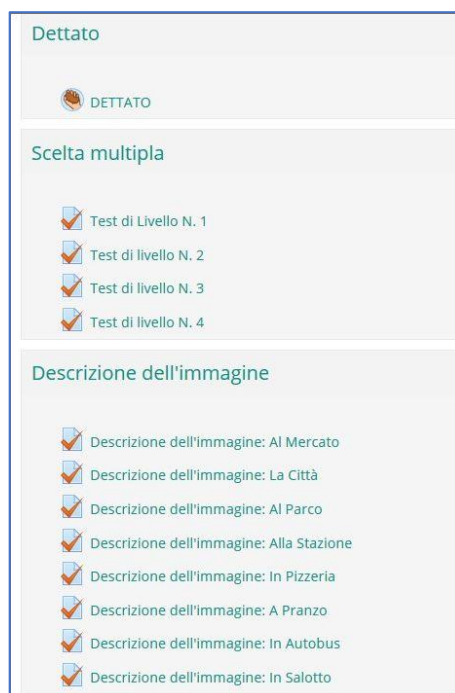 Dettato
DETTATO
Scelta multipla
Test di Livello N. 1
Test di livello N. 2
Test di livello N. 3
Test di livello N. 4
Descrizione dell'immagine
Descrizione dell'immagine: Al Mercato
Descrizione dell'immagine: La Città
Descrizione dell'immagine: Al Parco
Descrizione dell'immagine: Alla Stazione
Descrizione dell'immagine: In Pizzeria
Descrizione dell'immagine: A Pranzo
Descrizione dell'immagine: In Autobus
Descrizione dell'immagine: In Salotto